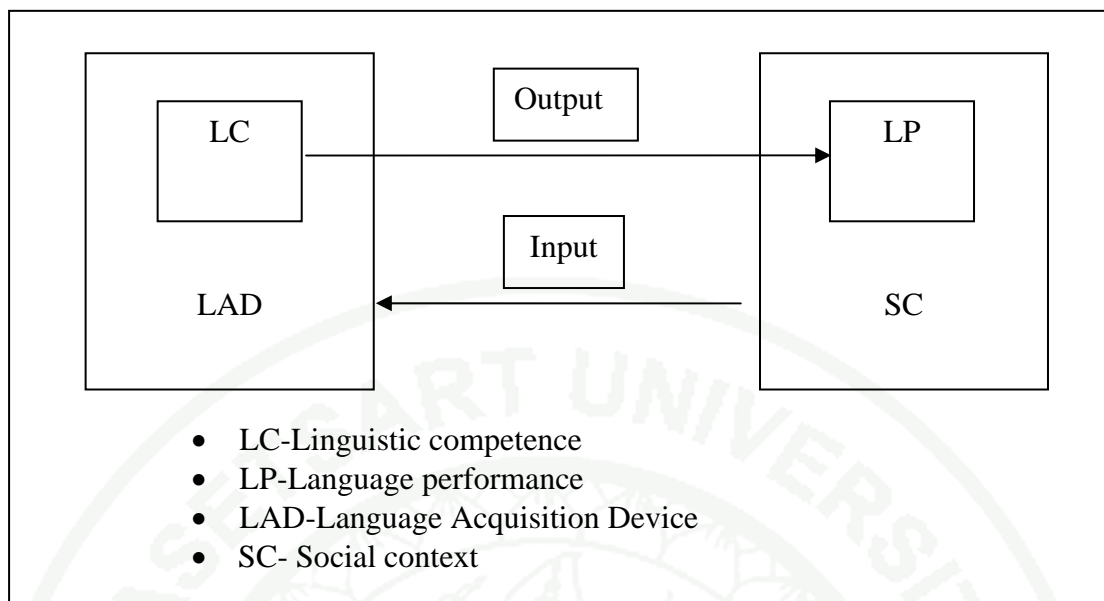 Output
LC
LP
Input
LAD
SC
• LC-Linguistic competence
• LP-Language performance
• LAD-Language Acquisition Device
• SC- Social context